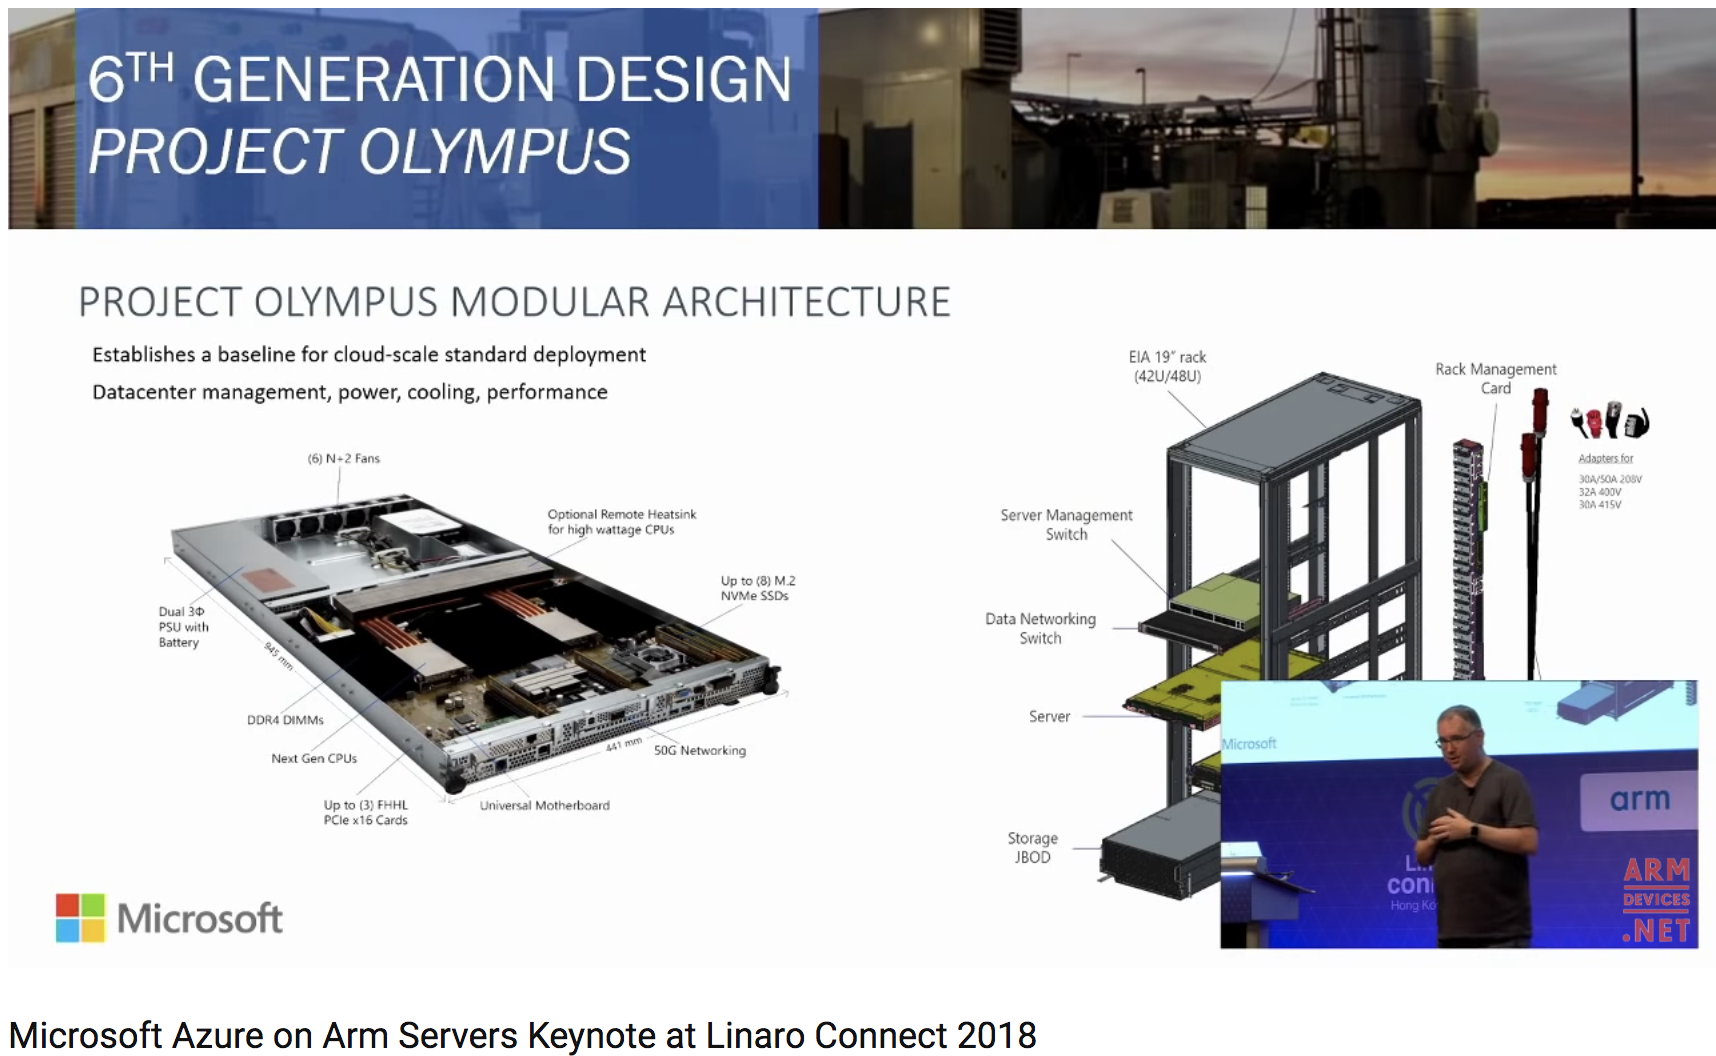 6TH GENERATION DESIGN
PROJECT OLYMPUS
PROJECT OLYMPUS MODULAR ARCHITECTURE
Establishes a baseline for cloud-scale standard deployment
Datacenter management, power, cooling, performance
(6) N+2 Fans
Optional Remote Heatsink
for high wattage CPUs
Up to (8) M.2
NVMe SSDs
Dual 3Φ
PSU with
Battery
945 mm
DDR4 DIMMs
Next Gen CPUs
Up to (3) FHHL
PCIe x16 Cards
Universal Motherboard
441 mm
50G Networking
EIA 19" rack
(42U/48U)
Rack Management
Card
Adapters for
30A/50A 208V
32A 400V
30A 415V
Server Management
Switch
Data Networking
Switch
Server
Storage
JBOD
Microsoft
Microsoft
arm
Hong Ko
ARM
DEVICES
.NET
Microsoft Azure on Arm Servers Keynote at Linaro Connect 2018